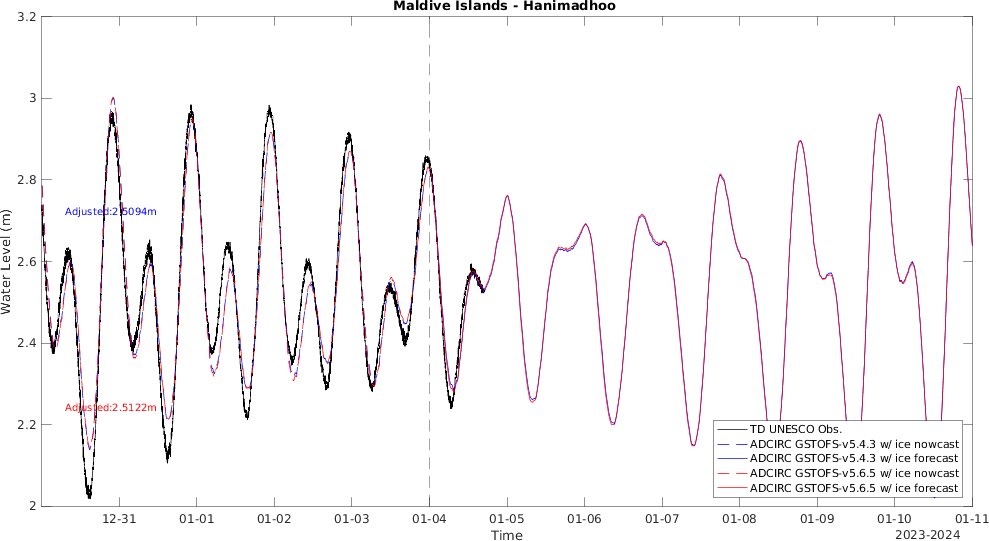 Maldive Islands - Hanimadhoo
3.2
3
2.8
2.6
2.4
2.2
2
Water Level (m)
Adjusted:2.5094m
Adjusted:2.5122m
TD UNESCO Obs.
ADCIRC GSTOFS-v5.4.3 w/ ice nowcast
ADCIRC GSTOFS-v5.4.3 w/ ice forecast
ADCIRC GSTOFS-v5.6.5 w/ ice nowcast
ADCIRC GSTOFS-v5.6.5 w/ ice forecast
12-31 01-01 01-02 01-03 01-04 01-05 01-06 01-07 01-08 01-09 01-10 01-11
Time
2023-2024